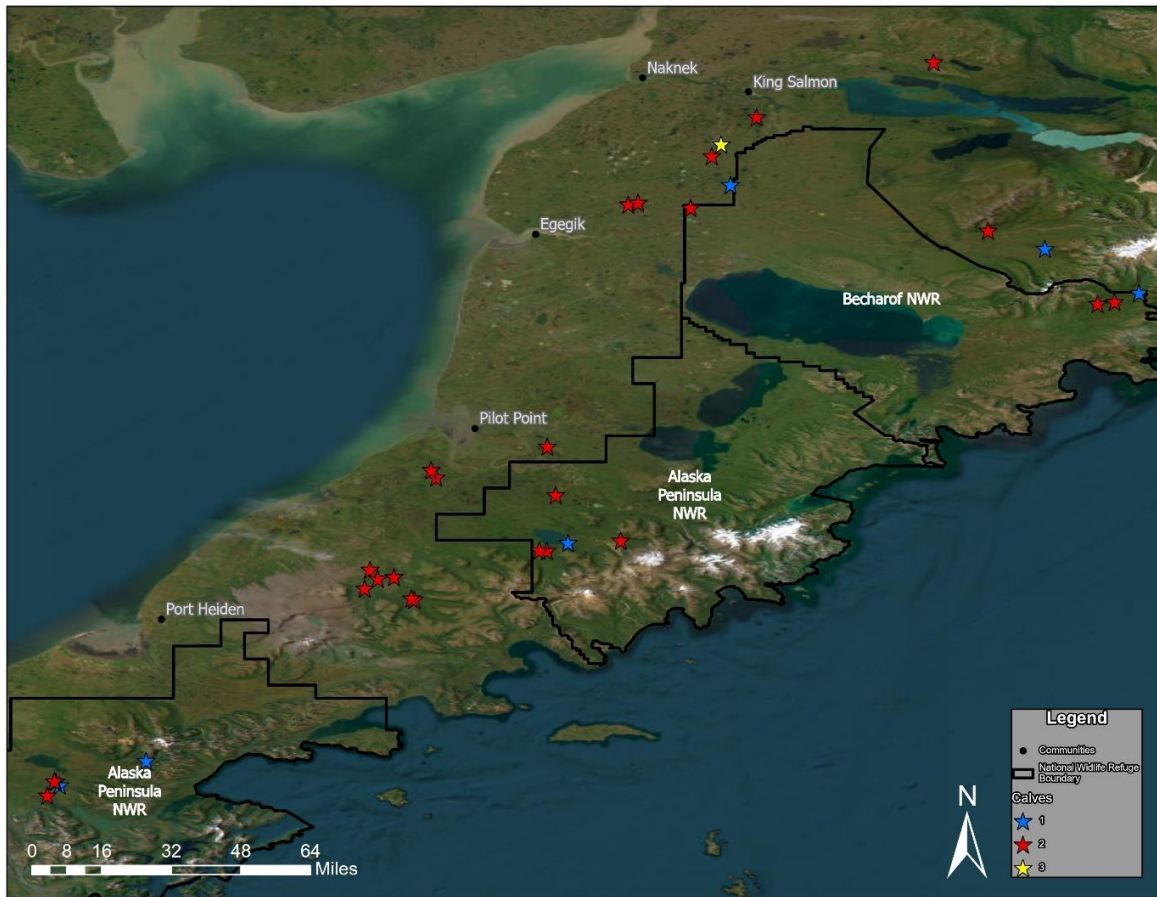 Naknek
King Salmon
Egegik
Becharof NWR
Pilot Point
Alaska
Peninsula
NWR
Port Heiden
Alaska
Peninsula
NWR
0 8 16 32 48 64
Miles
N
Legend
Communities
National Widlife Refuge
Boundary
Calves
1
2
3